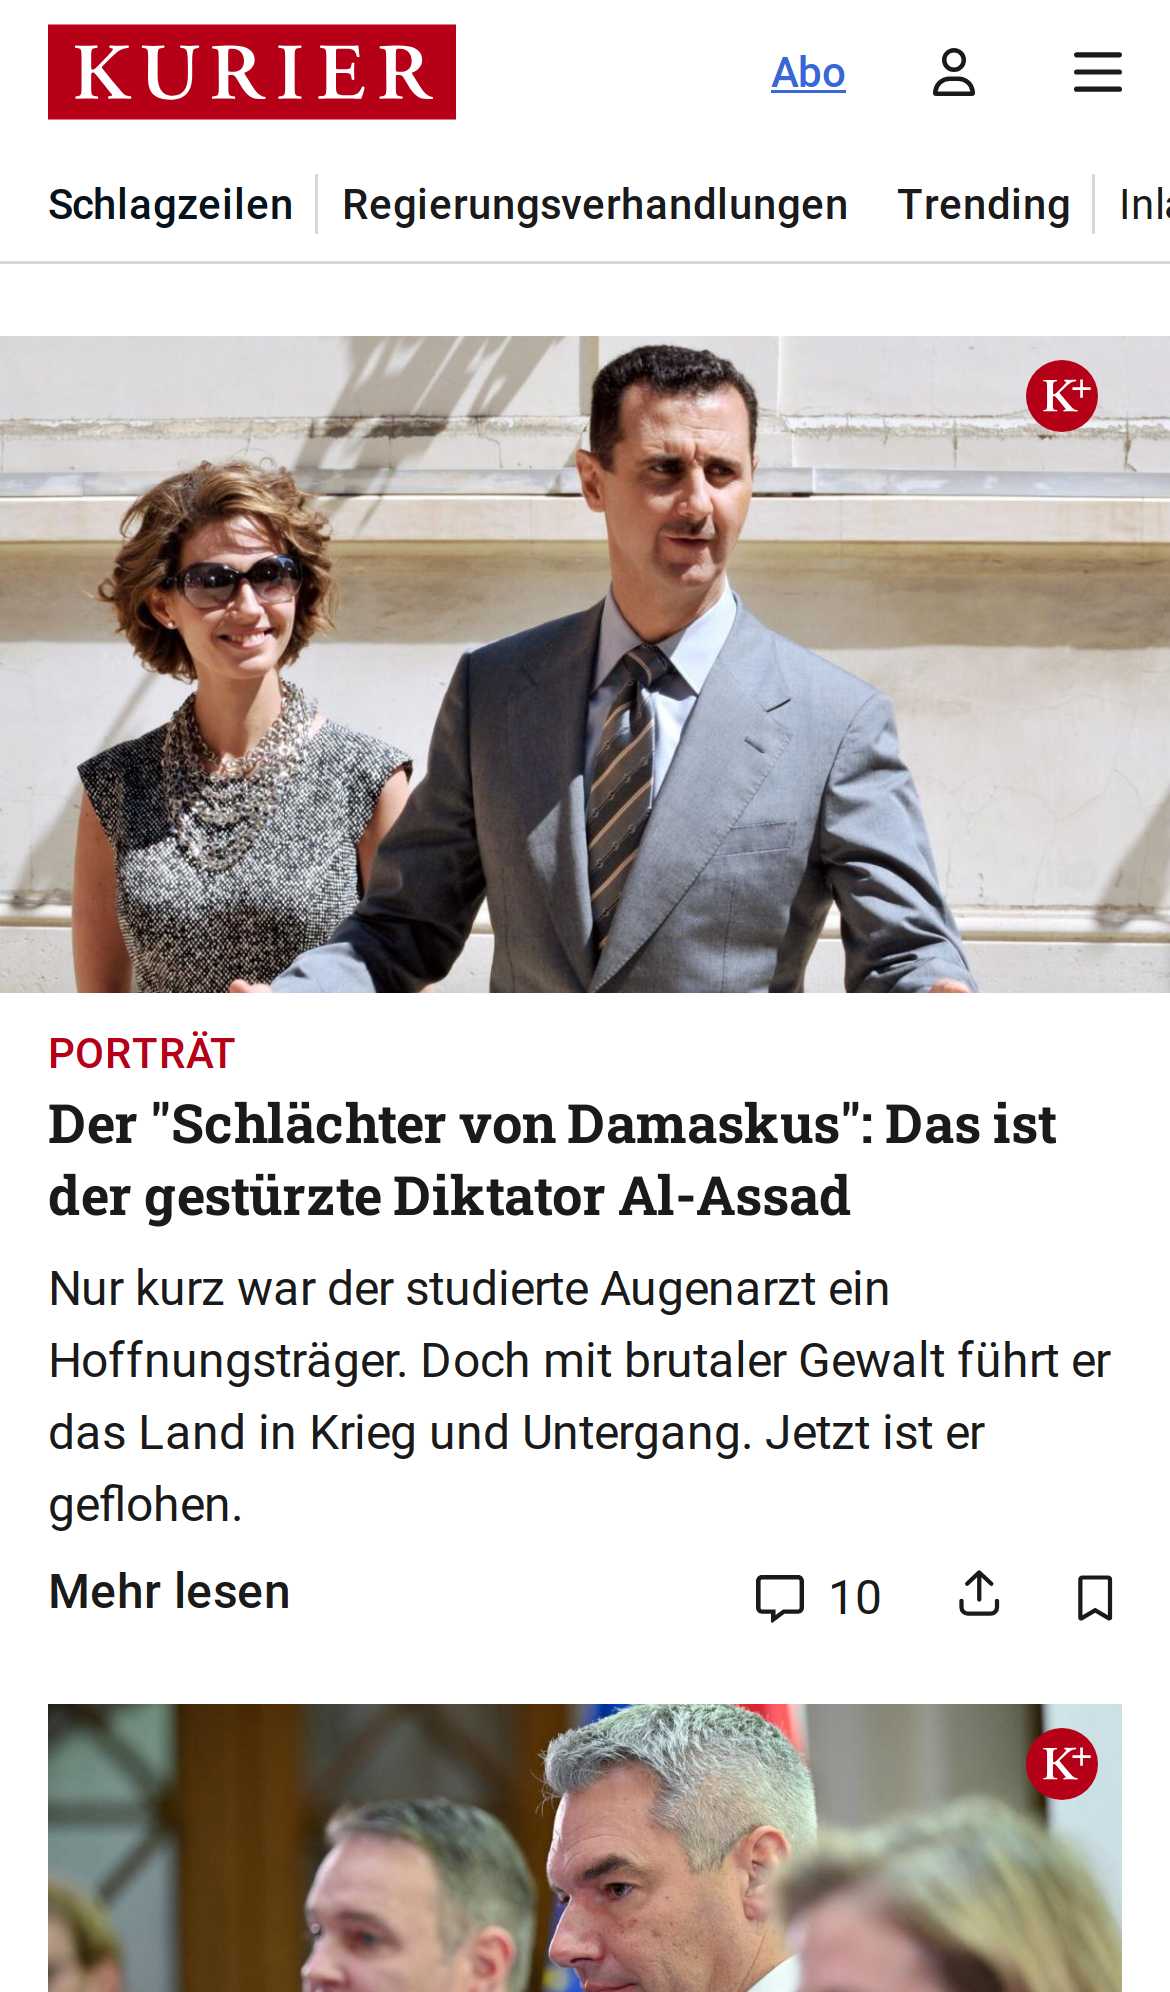 KURIER
Abo
Schlagzeilen
Regierungsverhandlungen
Trending
Inla
K+
PORTRÄT
Der "Schlächter von Damaskus": Das ist
der gestürzte Diktator Al-Assad
Nur kurz war der studierte Augenarzt ein
Hoffnungsträger. Doch mit brutaler Gewalt führt er
das Land in Krieg und Untergang. Jetzt ist er
geflohen.
Mehr lesen
10
K+